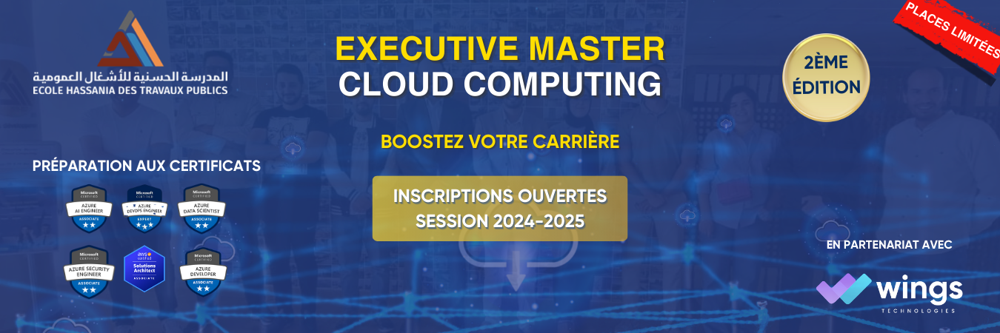 المدرسة الحسنية للأشغال العمومية
ECOLE HASSANIA DES TRAVAUX PUBLICS
EXECUTIVE MASTER
CLOUD COMPUTING
2ÈME
ÉDITION
PLACES LIMITÉES
BOOSTEZ VOTRE CARRIÈRE
INSCRIPTIONS OUVERTES
SESSION 2024-2025
PRÉPARATION AUX CERTIFICATS
Microsoft
CERTIFIED
AZURE
AI ENGINEER
ASSOCIATE
Microsoft
CERTIFIED
AZURE
DEVOPS ENGINEER
EXPERT
Microsoft
CERTIFIED
AZURE
DATA SCIENTIST
ASSOCIATE
Microsoft
CERTIFIED
AZURE SECURITY
ENGINEER
ASSOCIATE
aws
certified
Solutions
Architect
ASSOCIATE
Microsoft
CERTIFIED
AZURE
DEVELOPER
ASSOCIATE
EN PARTENARIAT AVEC
wings
TECHNOLOGIES